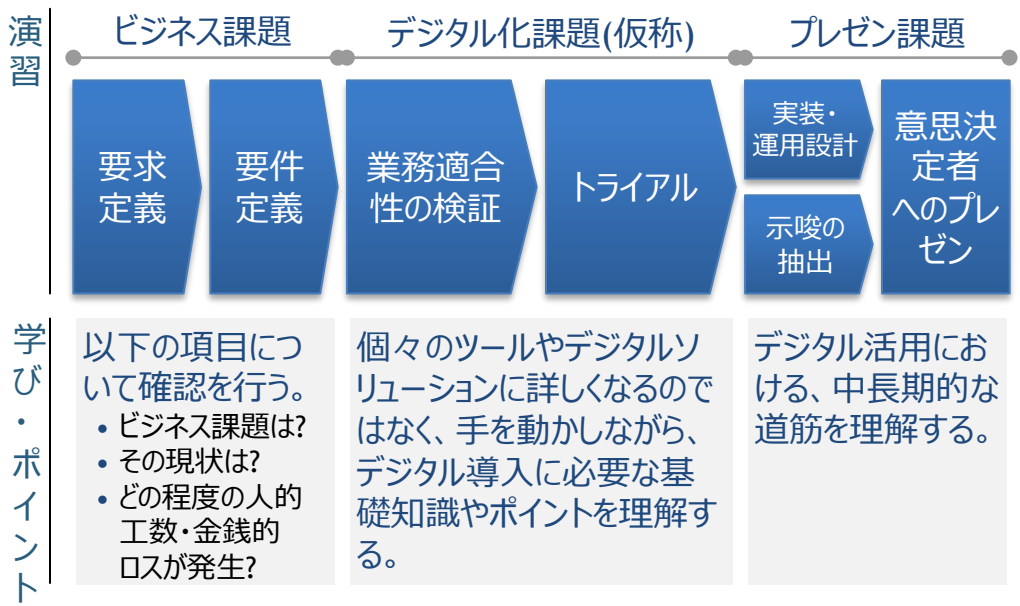 演習
ビジネス課題
デジタル化課題(仮称)
プレゼン課題
要求
定義
要件
定義
業務適合
性の検証
トライアル
実装・
運用設計
示唆の
抽出
意思決
定者
へのプレ
ゼン
学び・ポイント
以下の項目につ
いて確認を行う。
• ビジネス課題は?
• その現状は?
• どの程度の人的
工数・金銭的
ロスが発生?
個々のツールやデジタルソ
リューションに詳しくなるので
はなく、手を動かしながら、
デジタル導入に必要な基
礎知識やポイントを理解す
る。
デジタル活用にお
ける、中長期的な
道筋を理解する。